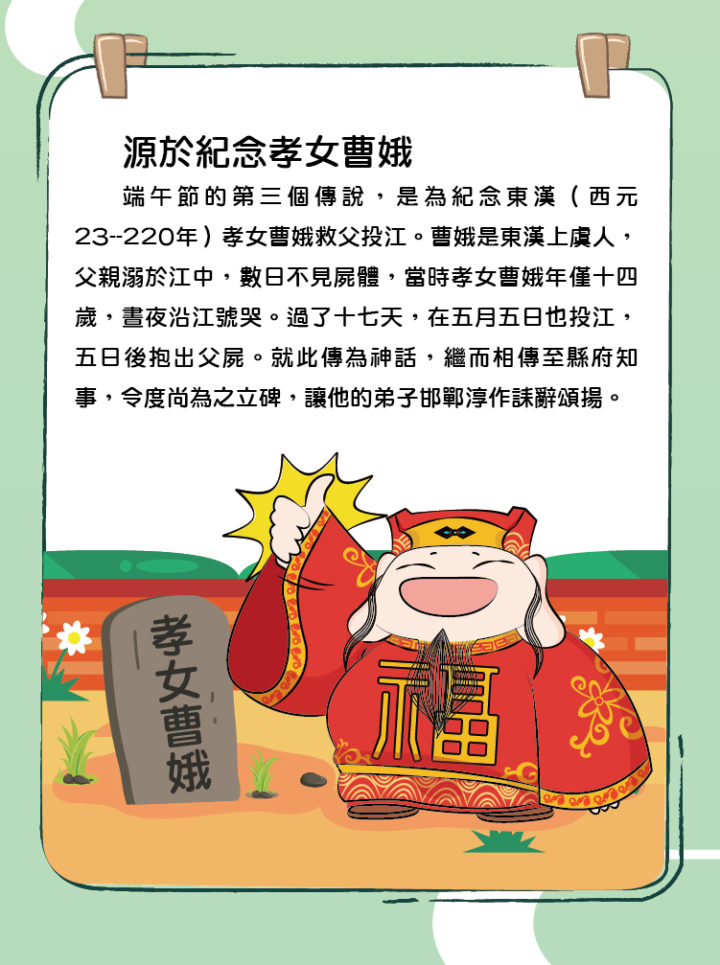 源於紀念孝女曹娥
端午節的第三個傳說，是為紀念東漢（西元
23--220年）孝女曹娥救父投江。曹娥是東漢上虞人，
父親溺於江中，數日不見屍體，當時孝女曹娥年僅十四
歲，晝夜沿江號哭。過了十七天，在五月五日也投江，
五日後抱出父屍。就此傳為神話，繼而相傳至縣府知
事，令度尚為之立碑，讓他的弟子邯鄲淳作誄辭頌揚。
孝女曹娥
福